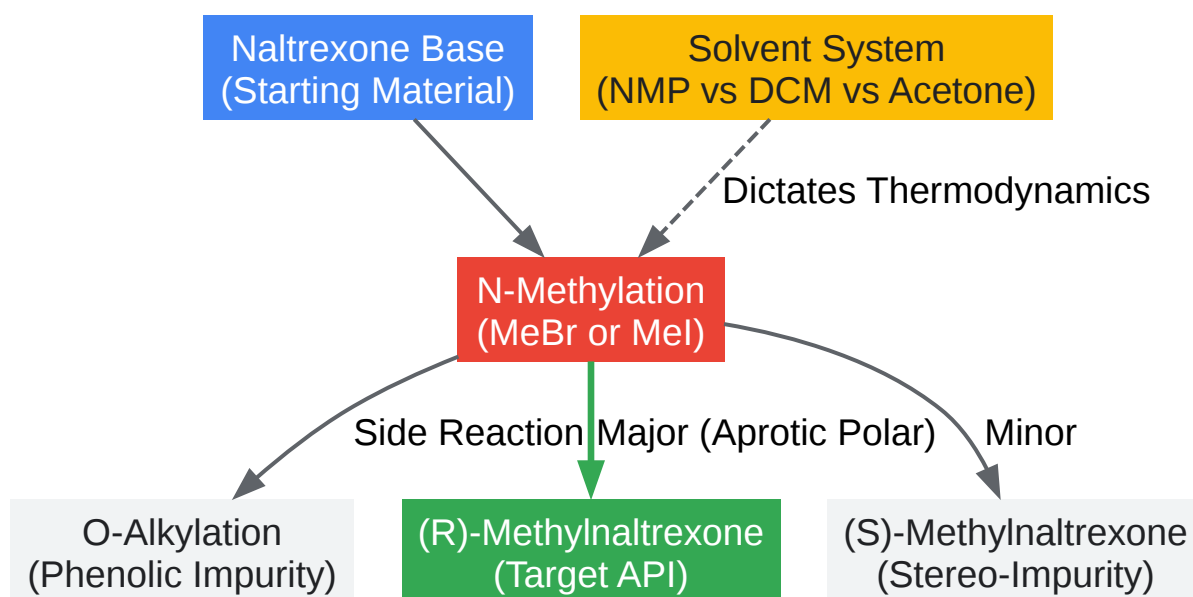 Naltrexone Base
(Starting Material)
Solvent System
(NMP vs DCM vs Acetone)
Dictates Thermodynamics
N-Methylation
(MeBr or MeI)
Side Reaction
Major (Aprotic Polar)
Minor
O-Alkylation
(Phenolic Impurity)
(R)-Methylnaltrexone
(Target API)
(S)-Methylnaltrexone
(Stereo-Impurity)